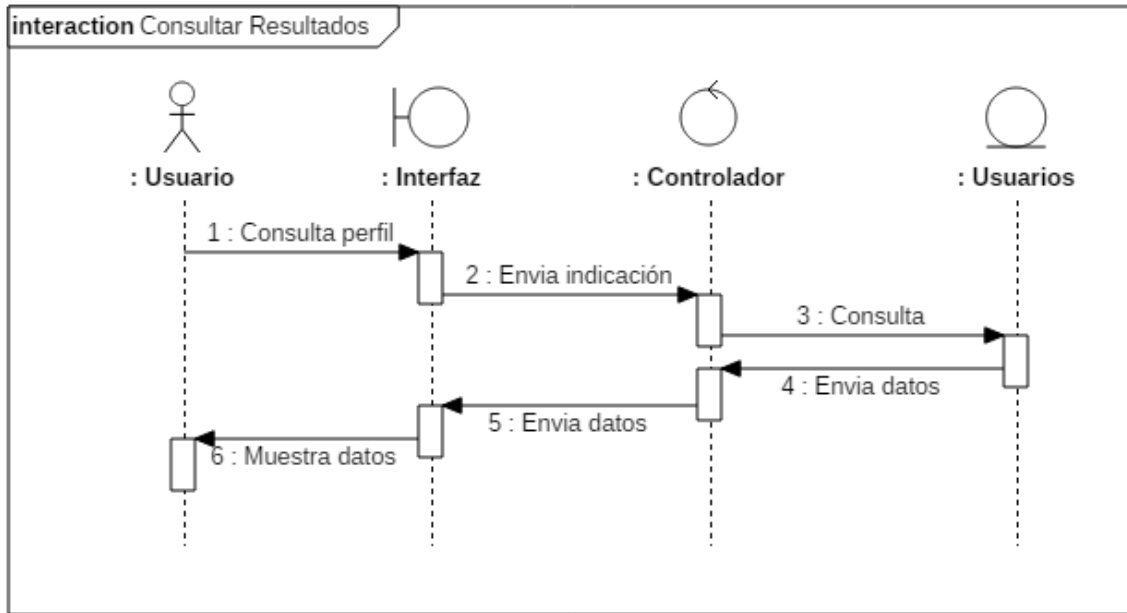 interaction Consultar Resultados
: Usuario
: Interfaz
: Controlador
: Usuarios
1 : Consulta perfil
2 : Envia indicación
3 : Consulta
4 : Envia datos
5 : Envia datos
6 : Muestra datos